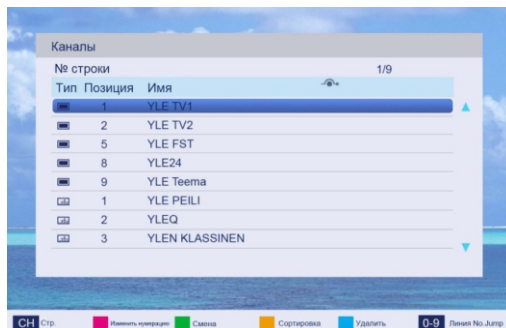 Каналы
№ строки 1/9
Тип Позиция Имя
1 YLE TV1
2 YLE TV2
5 YLE FST
8 YLE24
9 YLE Teema
1 YLE PEILI
2 YLEQ
3 YLEN KLASSINEN
CH Стр. Изменить нумерацию Смена Сортировка Удалить 0-9 Линия No.Jump